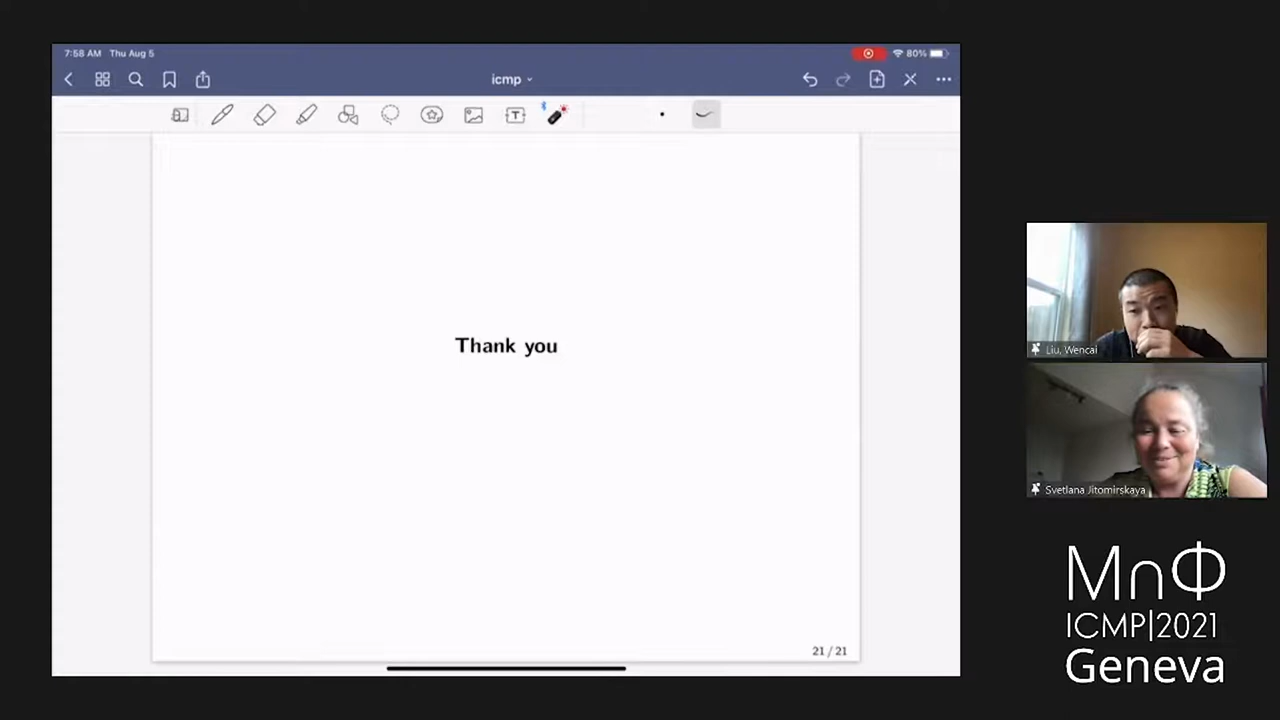 7:58 AM Thu Aug 5
80%
icmp
T
Thank you
21 / 21
Liu, Wencai
Svetlana Jitomirskaya
M∩Φ
ICMP|2021
Geneva